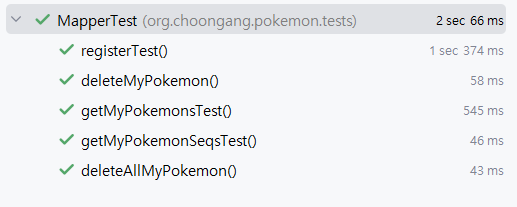 MapperTest (org.choongang.pokemon.tests) 2 sec 66 ms
registerTest() 1 sec 374 ms
deleteMyPokemon() 58 ms
getMyPokemonsTest() 545 ms
getMyPokemonSeqsTest() 46 ms
deleteAllMyPokemon() 43 ms